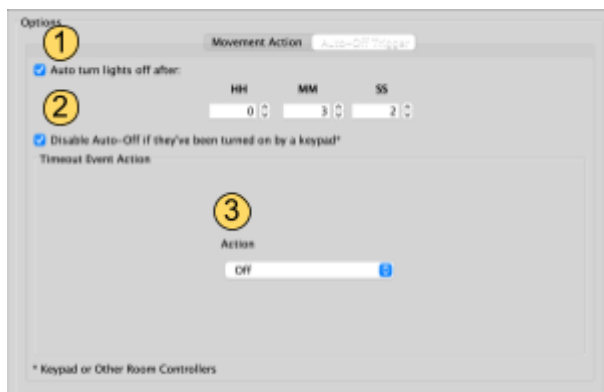 Options
1
Movement Action Auto-Off Trigger
Auto turn lights off after:
HH MM SS
2
0 3 2
Disable Auto-Off if they've been turned on by a keypad*
Timeout Event Action
3
Action
Off
* Keypad or Other Room Controllers